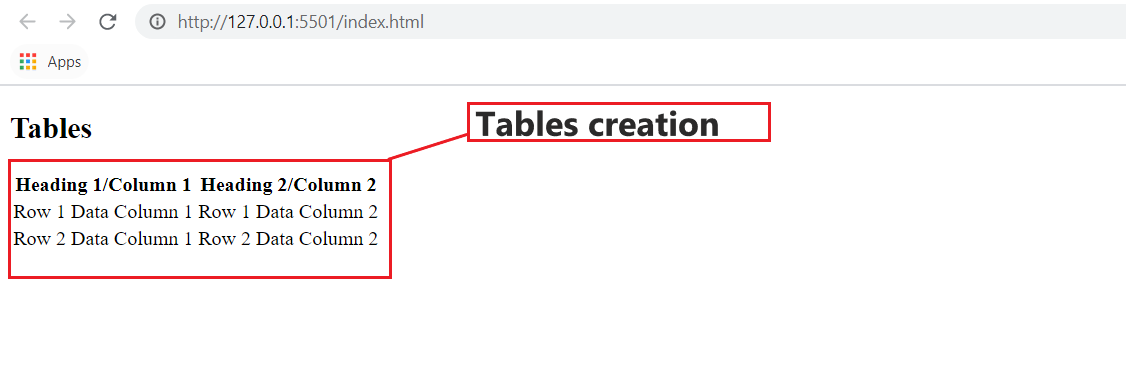 http://127.0.0.1:5501/index.html
Apps
Tables
Tables creation
Heading 1/Column 1 Heading 2/Column 2
Row 1 Data Column 1 Row 1 Data Column 2
Row 2 Data Column 1 Row 2 Data Column 2